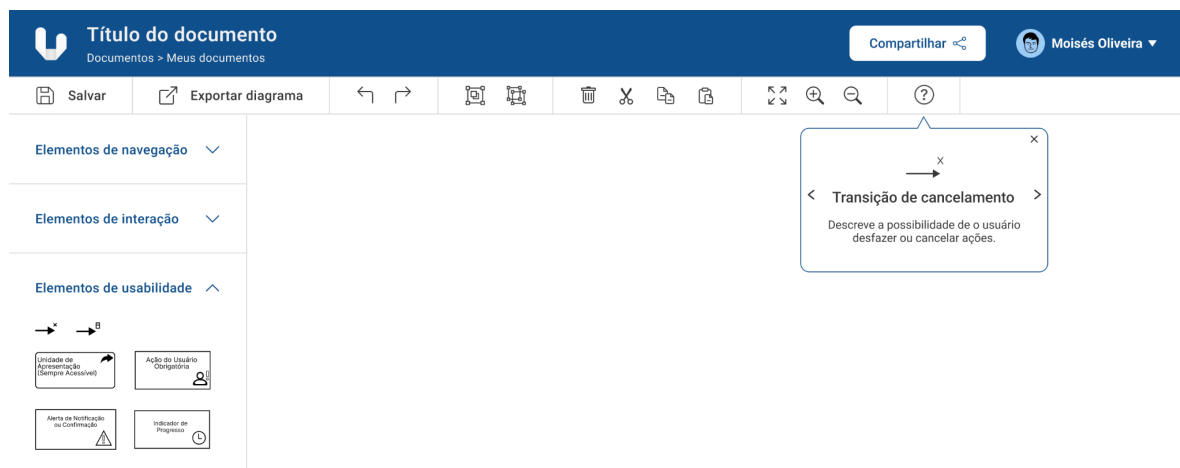 Título do documento
Documentos > Meus documentos
Compartilhar
Moisés Oliveira
Salvar
Exportar diagrama
?
Elementos de navegação
Elementos de interação
Elementos de usabilidade
Unidade de
Apresentação
(Sempre Acessível)
Ação do Usuário
Obrigatória
Alerta de Notificação
ou Confirmação
Indicador de
Progresso
×
X
< Transição de cancelamento >
Descreve a possibilidade de o usuário
desfazer ou cancelar ações.